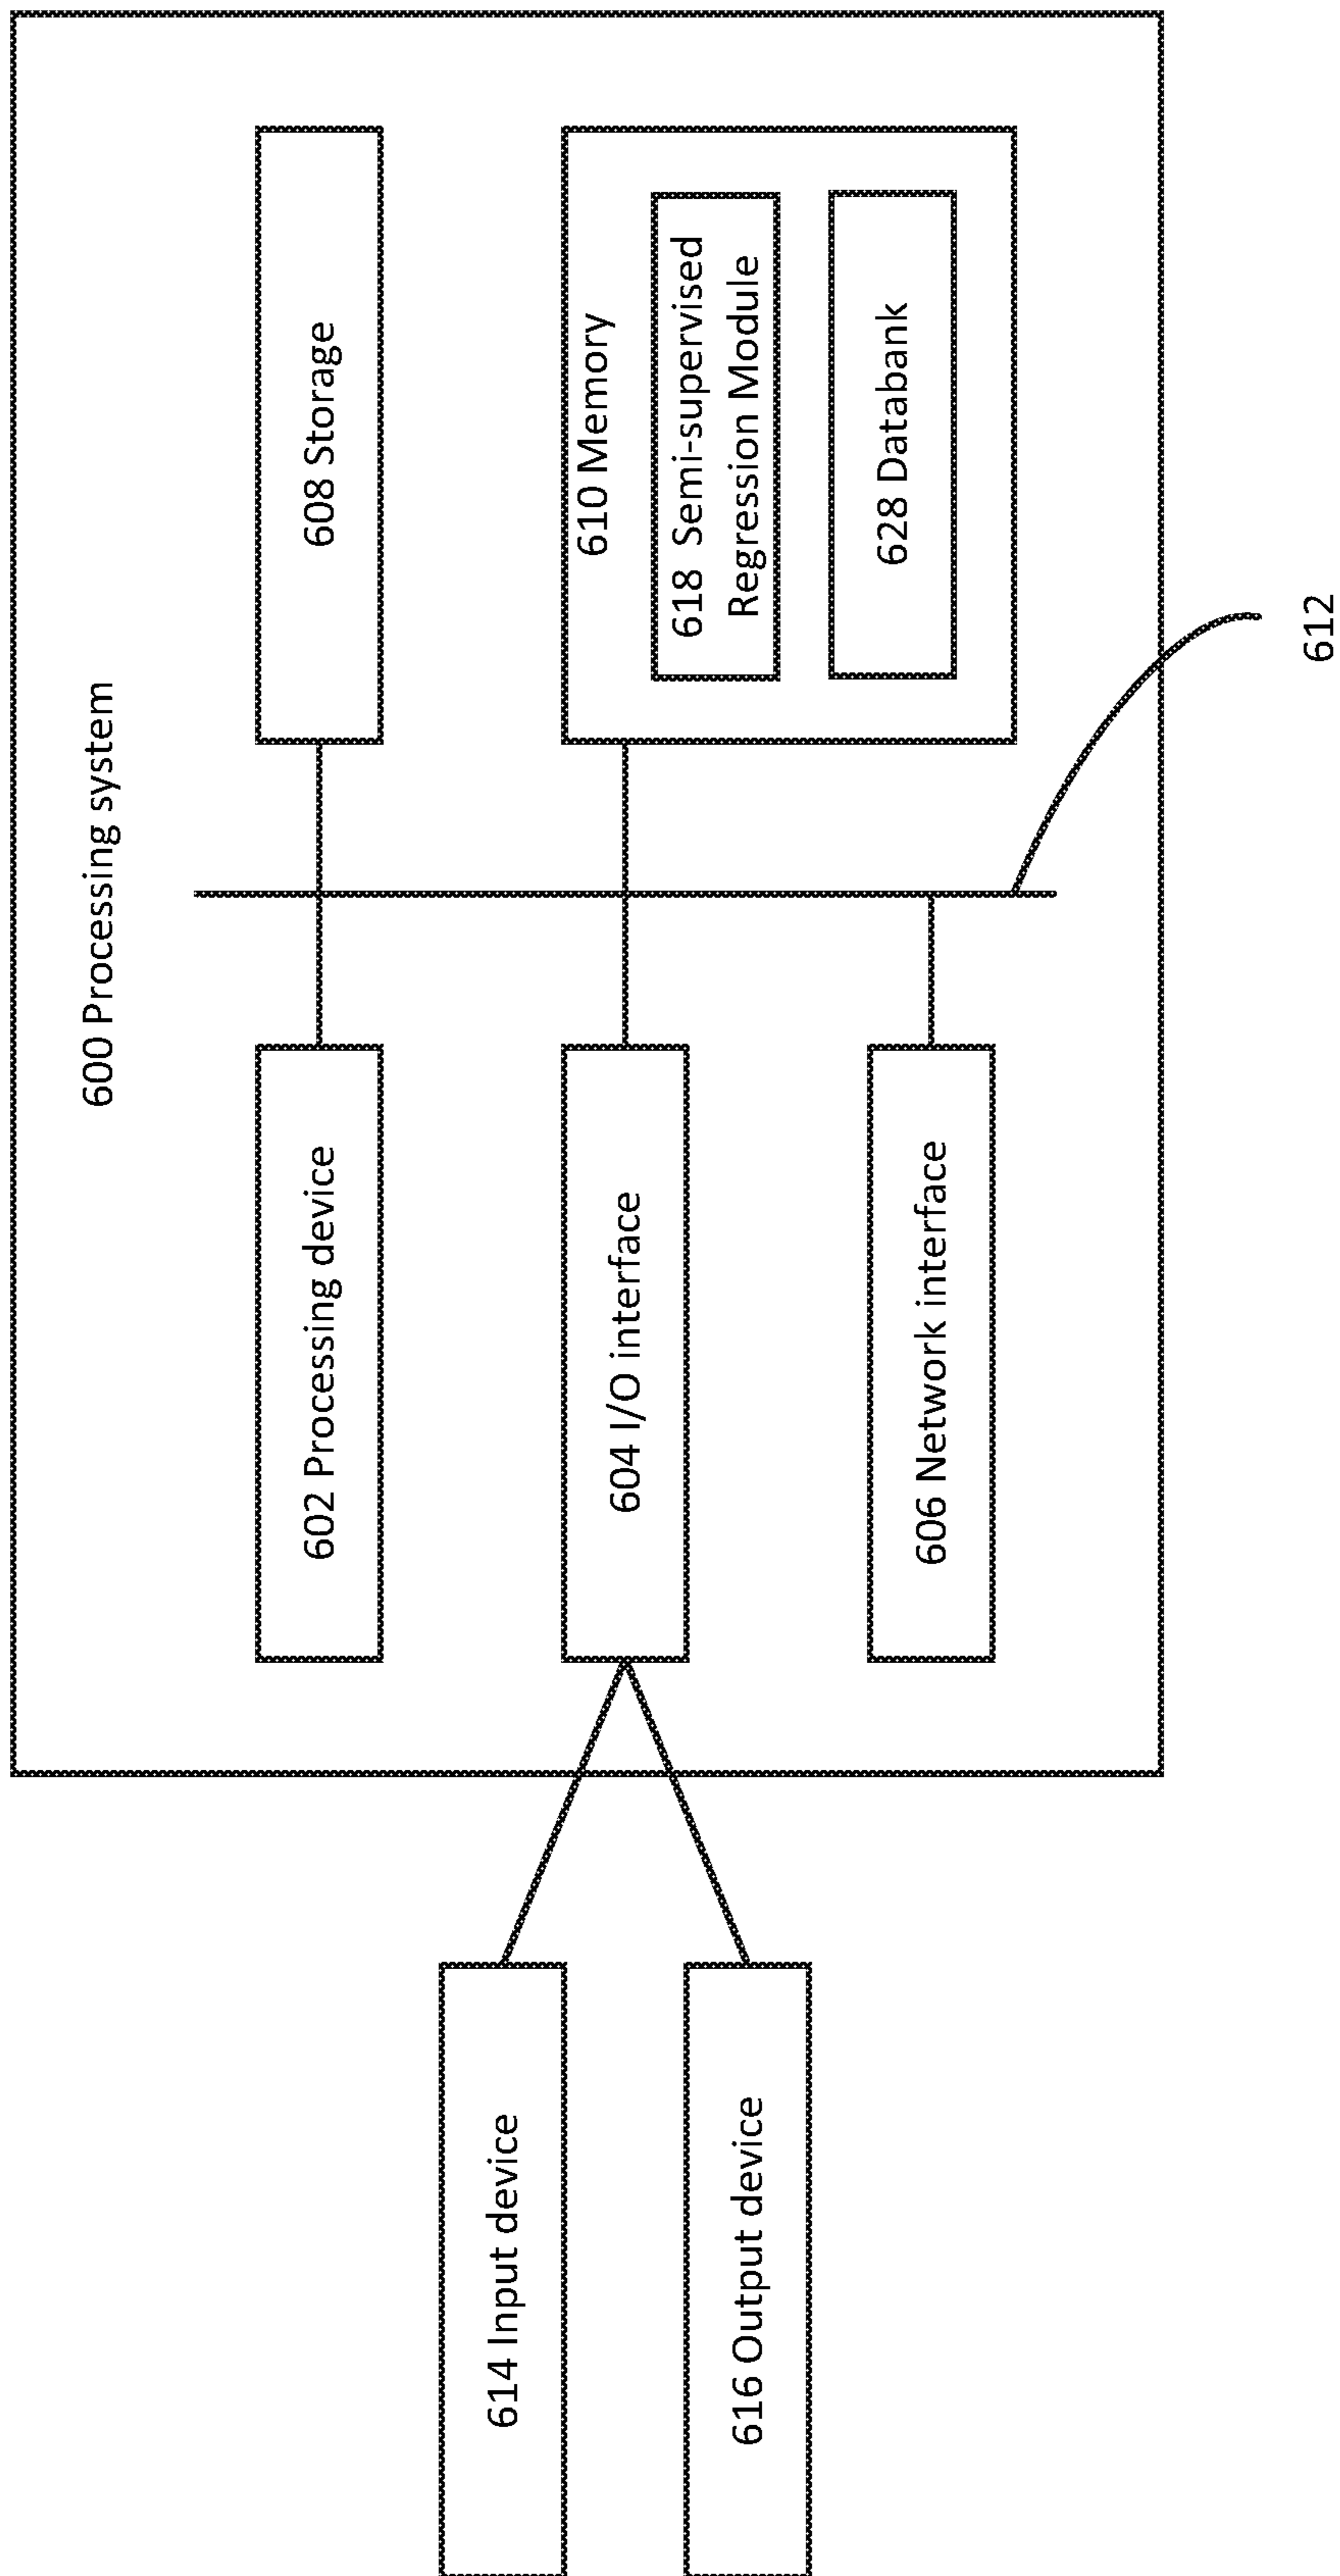 600 Processing system
602 Processing device
608 Storage
604 I/O interface
610 Memory
618 Semi-supervised
Regression Module
628 Databank
606 Network interface
614 Input device
616 Output device
612